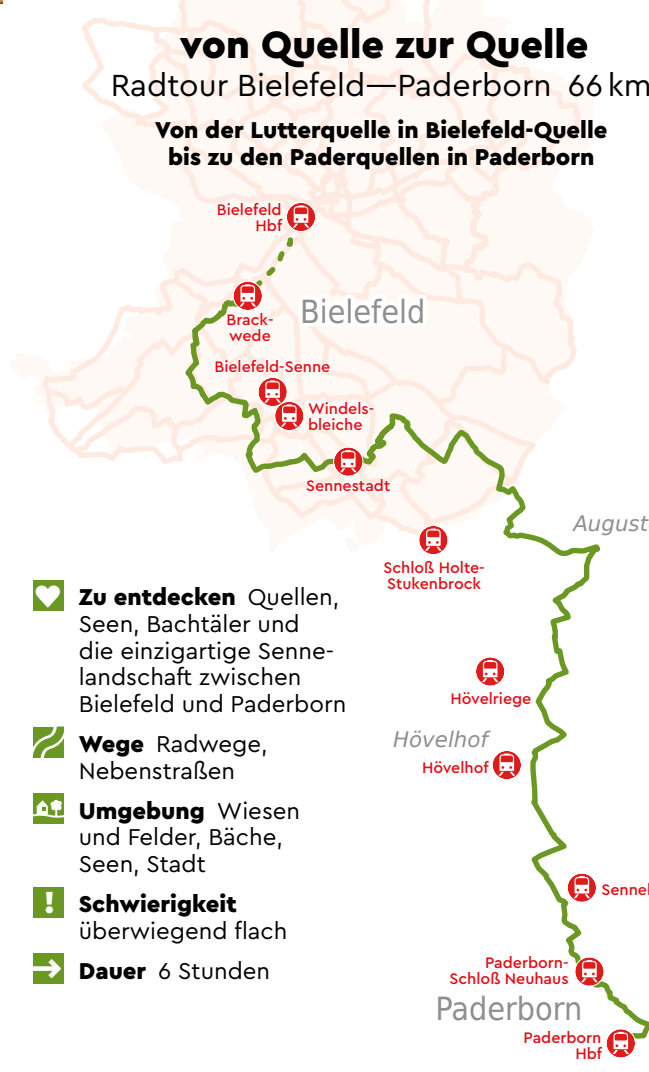 von Quelle zur Quelle
Radtour Bielefeld—Paderborn 66 km
Von der Lutterquelle in Bielefeld-Quelle
bis zu den Paderquellen in Paderborn
Bielefeld
Hbf
Brack-
wede
Bielefeld
Bielefeld-Senne
Windels-
bleiche
Sennestadt
August
Schloß Holte-
Stukenbrock
Zu entdecken Quellen,
Seen, Bachtäler und
die einzigartige Senne-
landschaft zwischen
Bielefeld und Paderborn
Hövelriege
Wege Radwege,
Nebenstraßen
Hövelhof
Hövelhof
Umgebung Wiesen
und Felder, Bäche,
Seen, Stadt
Schwierigkeit
überwiegend flach
Sennel
Dauer 6 Stunden
Paderborn-
Schloß Neuhaus
Paderborn
Paderborn
Hbf